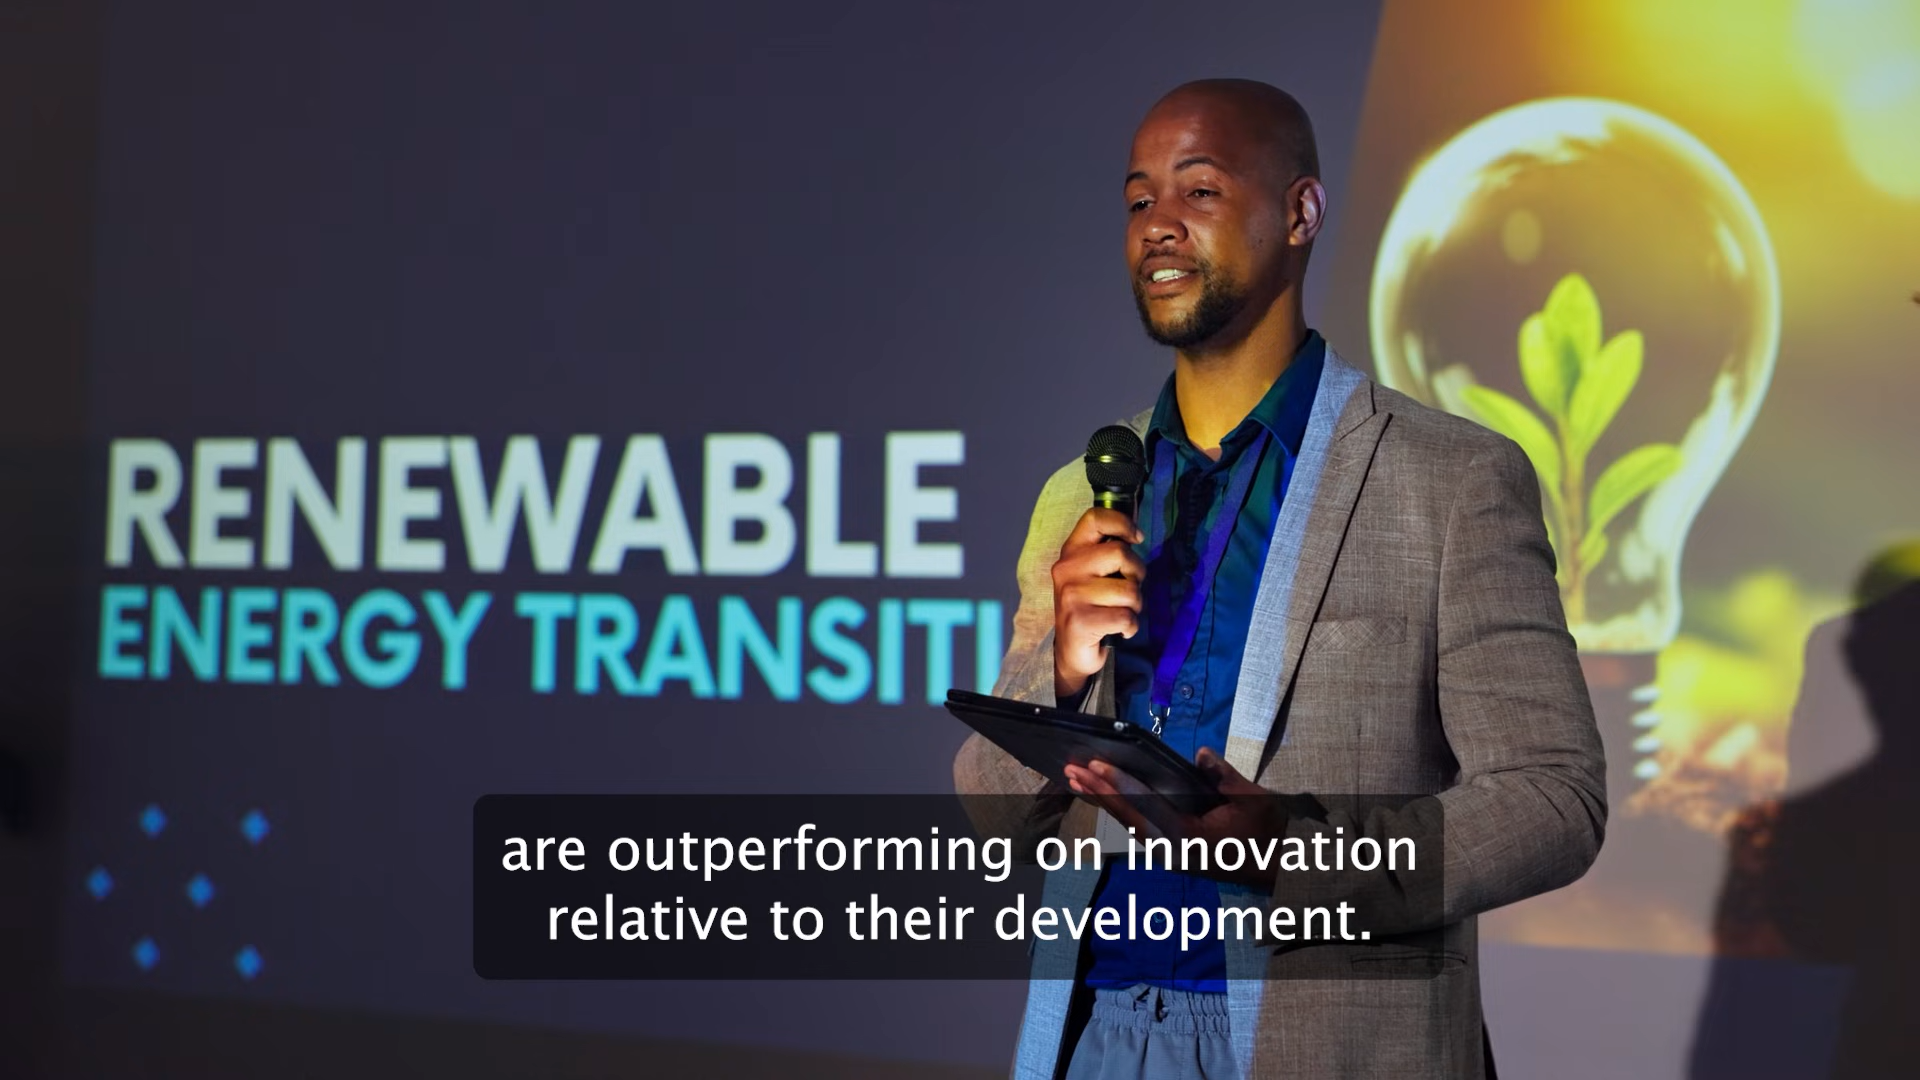 RENEWABLE
ENERGY TRANSITI
are outperforming on innovation
relative to their development.